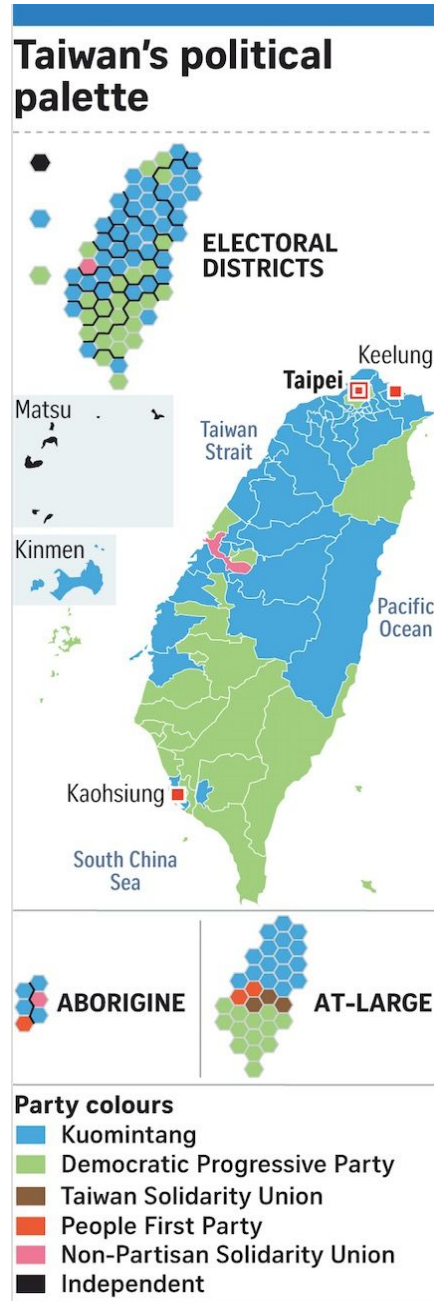 Taiwan's political
palette
ELECTORAL
DISTRICTS
Keelung
Taipei
Matsu
Taiwan
Strait
Kinmen
Pacific
Ocean
Kaohsiung
South China
Sea
ABORIGINE
AT-LARGE
Party colours
Kuomintang
Democratic Progressive Party
Taiwan Solidarity Union
People First Party
Non-Partisan Solidarity Union
Independent